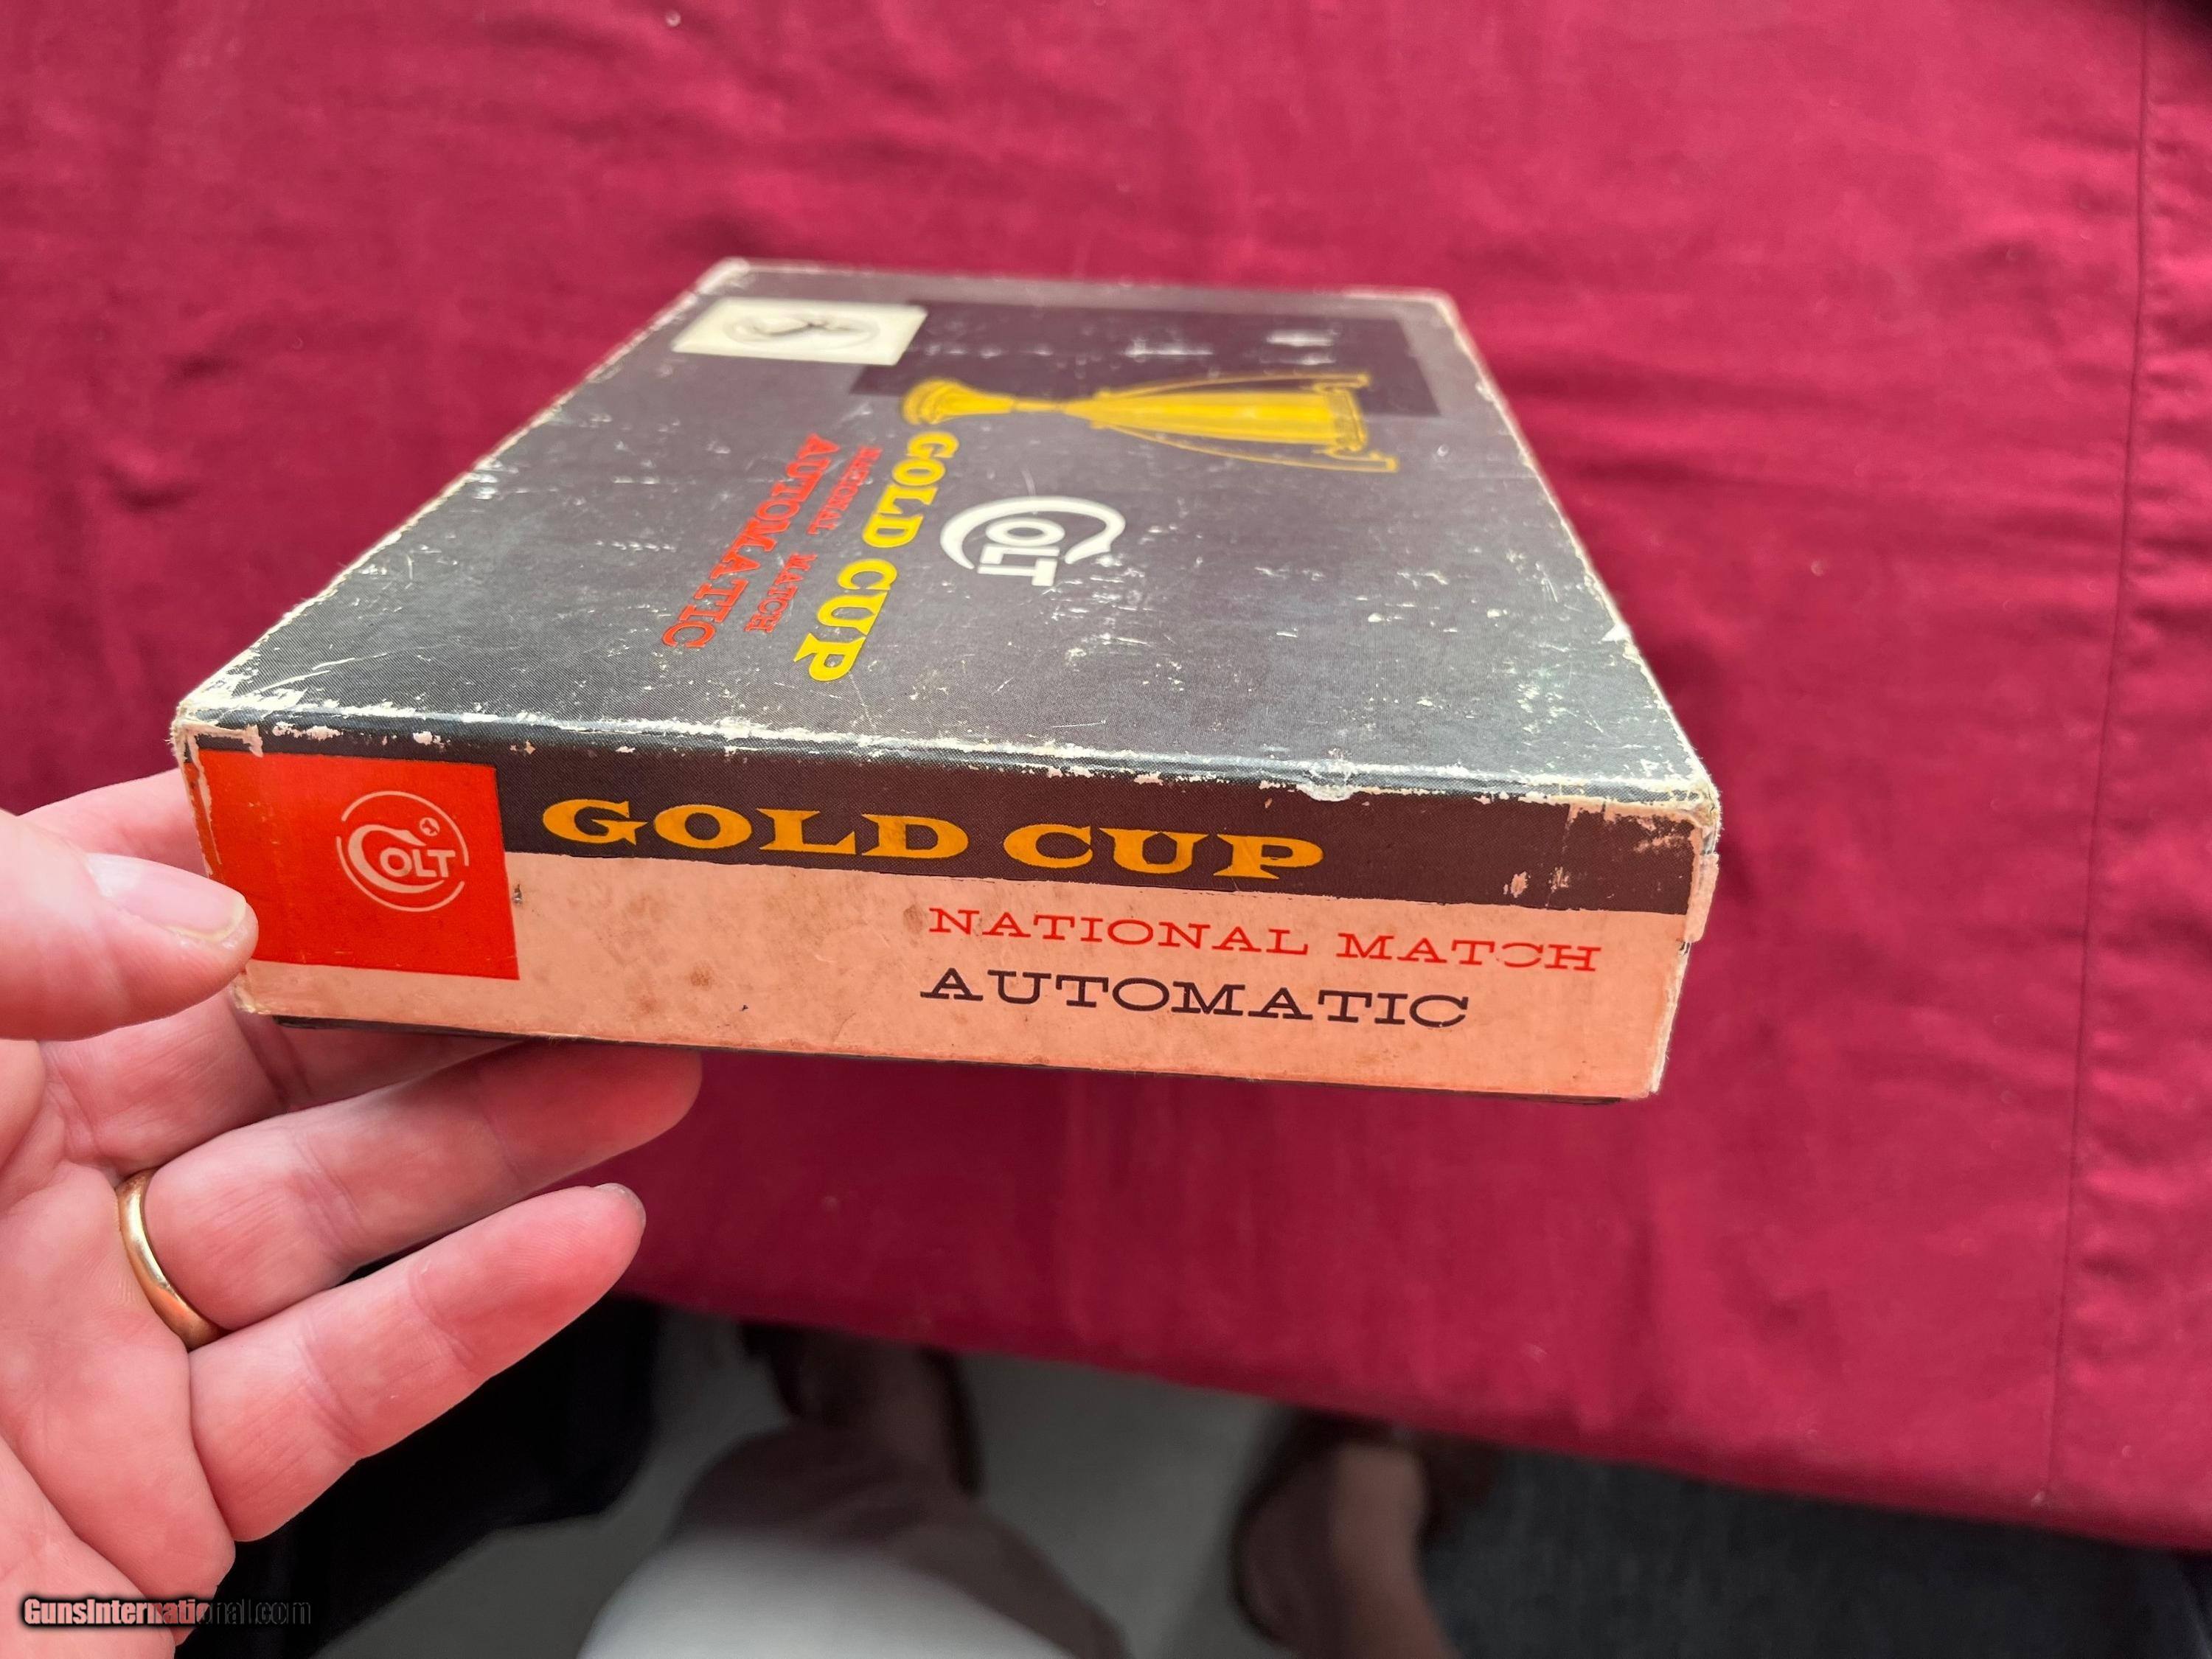 COLT
GOLD CUP
NATIONAL MATCH
AUTOMATIC
COLT
GOLD CUP
NATIONAL MATCH
AUTOMATIC
GunsInternational.com